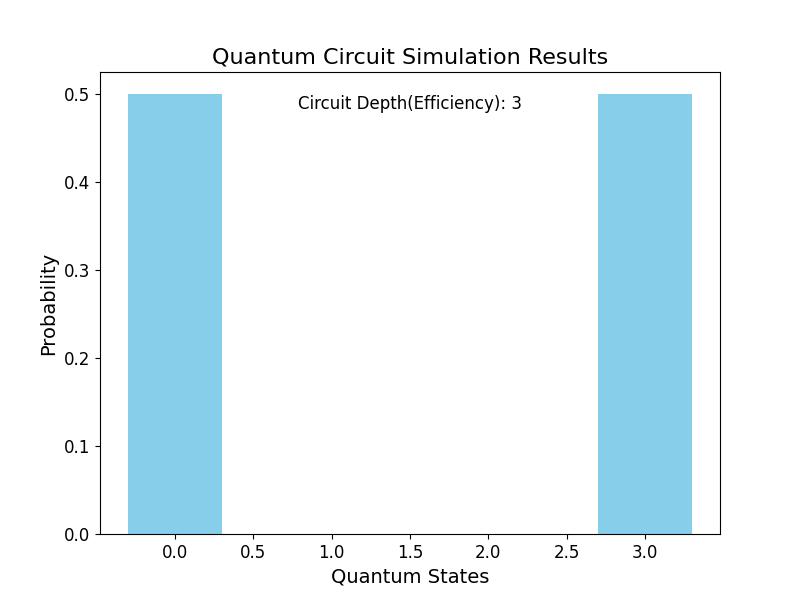 Quantum Circuit Simulation Results
Circuit Depth(Efficiency): 3
Probability
0.5
0.4
0.3
0.2
0.1
0.0
0.0 0.5 1.0 1.5 2.0 2.5 3.0
Quantum States